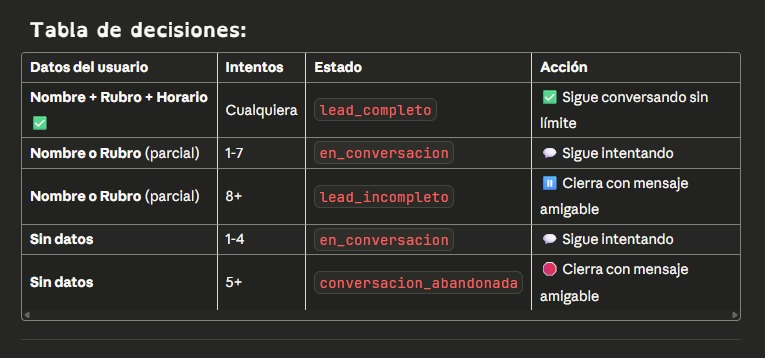 Tabla de decisiones:
Datos del usuario Intentos Estado Acción
Nombre + Rubro + Horario ✅ Cualquiera lead_completo ✅ Sigue conversando sin límite
Nombre o Rubro (parcial) 1-7 en_conversacion 💬 Sigue intentando
Nombre o Rubro (parcial) 8+ lead_incompleto ⏸️ Cierra con mensaje amigable
Sin datos 1-4 en_conversacion 💬 Sigue intentando
Sin datos 5+ conversacion_abandonada 🛑 Cierra con mensaje amigable